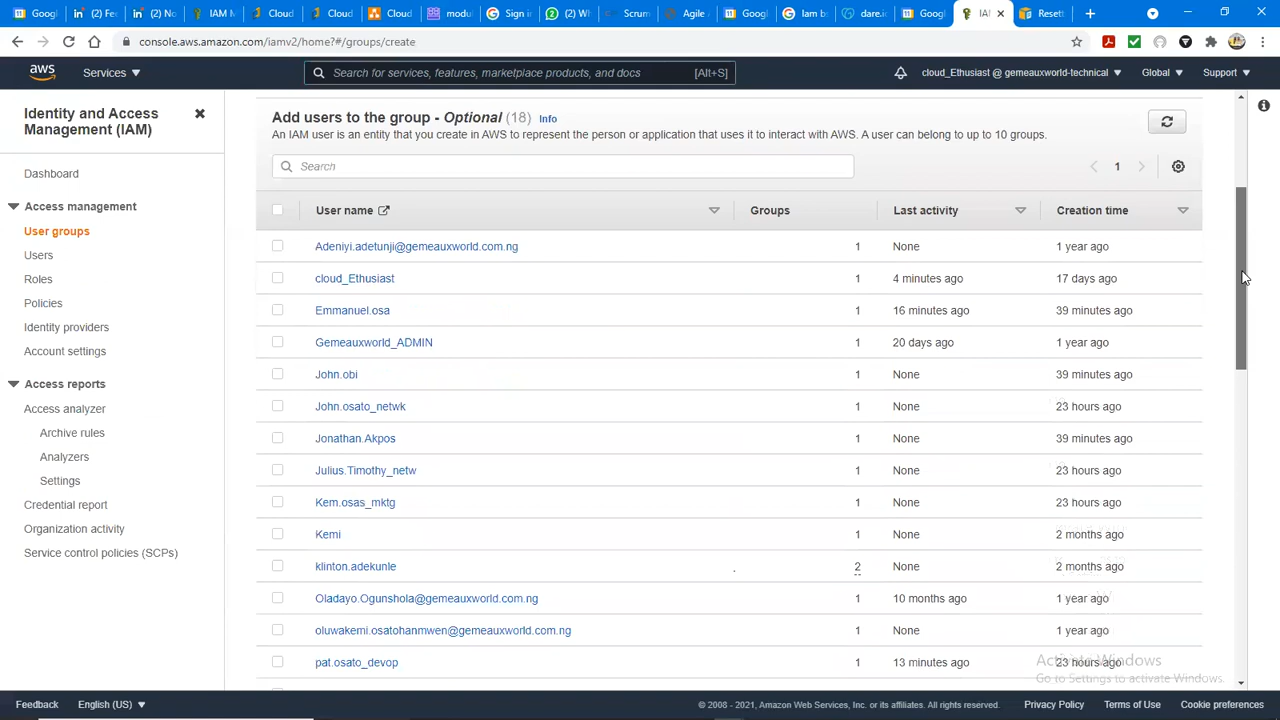 Googl
(2) Fee
(2) No
IAM M
Cloud
Cloud
Cloud
modul
Sign in
(2) Wh
Scrum
Agile A
Googl
Iam be
dare.ic
Googl
IAM
Resett
console.aws.amazon.com/iamv2/home?#/groups/create
aws
Services
Search for services, features, marketplace products, and docs [Alt+S]
cloud_Ethusiast @ gemeauxworld-technical
Global
Support
Identity and Access Management (IAM)
Dashboard
Access management
User groups
Users
Roles
Policies
Identity providers
Account settings
Access reports
Access analyzer
Archive rules
Analyzers
Settings
Credential report
Organization activity
Service control policies (SCPs)
Add users to the group - Optional (18) Info
An IAM user is an entity that you create in AWS to represent the person or application that uses it to interact with AWS. A user can belong to up to 10 groups.
Search
1
User name Groups Last activity Creation time
Adeniyi.adetunji@gemeauxworld.com.ng 1 None 1 year ago
cloud_Ethusiast 1 4 minutes ago 17 days ago
Emmanuel.osa 1 16 minutes ago 39 minutes ago
Gemeauxworld_ADMIN 1 20 days ago 1 year ago
John.obi 1 None 39 minutes ago
John.osato_netwk 1 None 23 hours ago
Jonathan.Akpos 1 None 39 minutes ago
Julius.Timothy_netw 1 None 23 hours ago
Kem.osas_mktg 1 None 23 hours ago
Kemi 1 None 2 months ago
klinton.adekunle 2 None 2 months ago
Oladayo.Ogunshola@gemeauxworld.com.ng 1 10 months ago 1 year ago
oluwakemi.osatohanmwen@gemeauxworld.com.ng 1 None 1 year ago
pat.osato_devop 1 13 minutes ago 23 hours ago
Activate Windows
Go to Settings to activate Windows.
Feedback
English (US)
© 2008 - 2021, Amazon Web Services, Inc. or its affiliates. All rights reserved.
Privacy Policy
Terms of Use
Cookie preferences